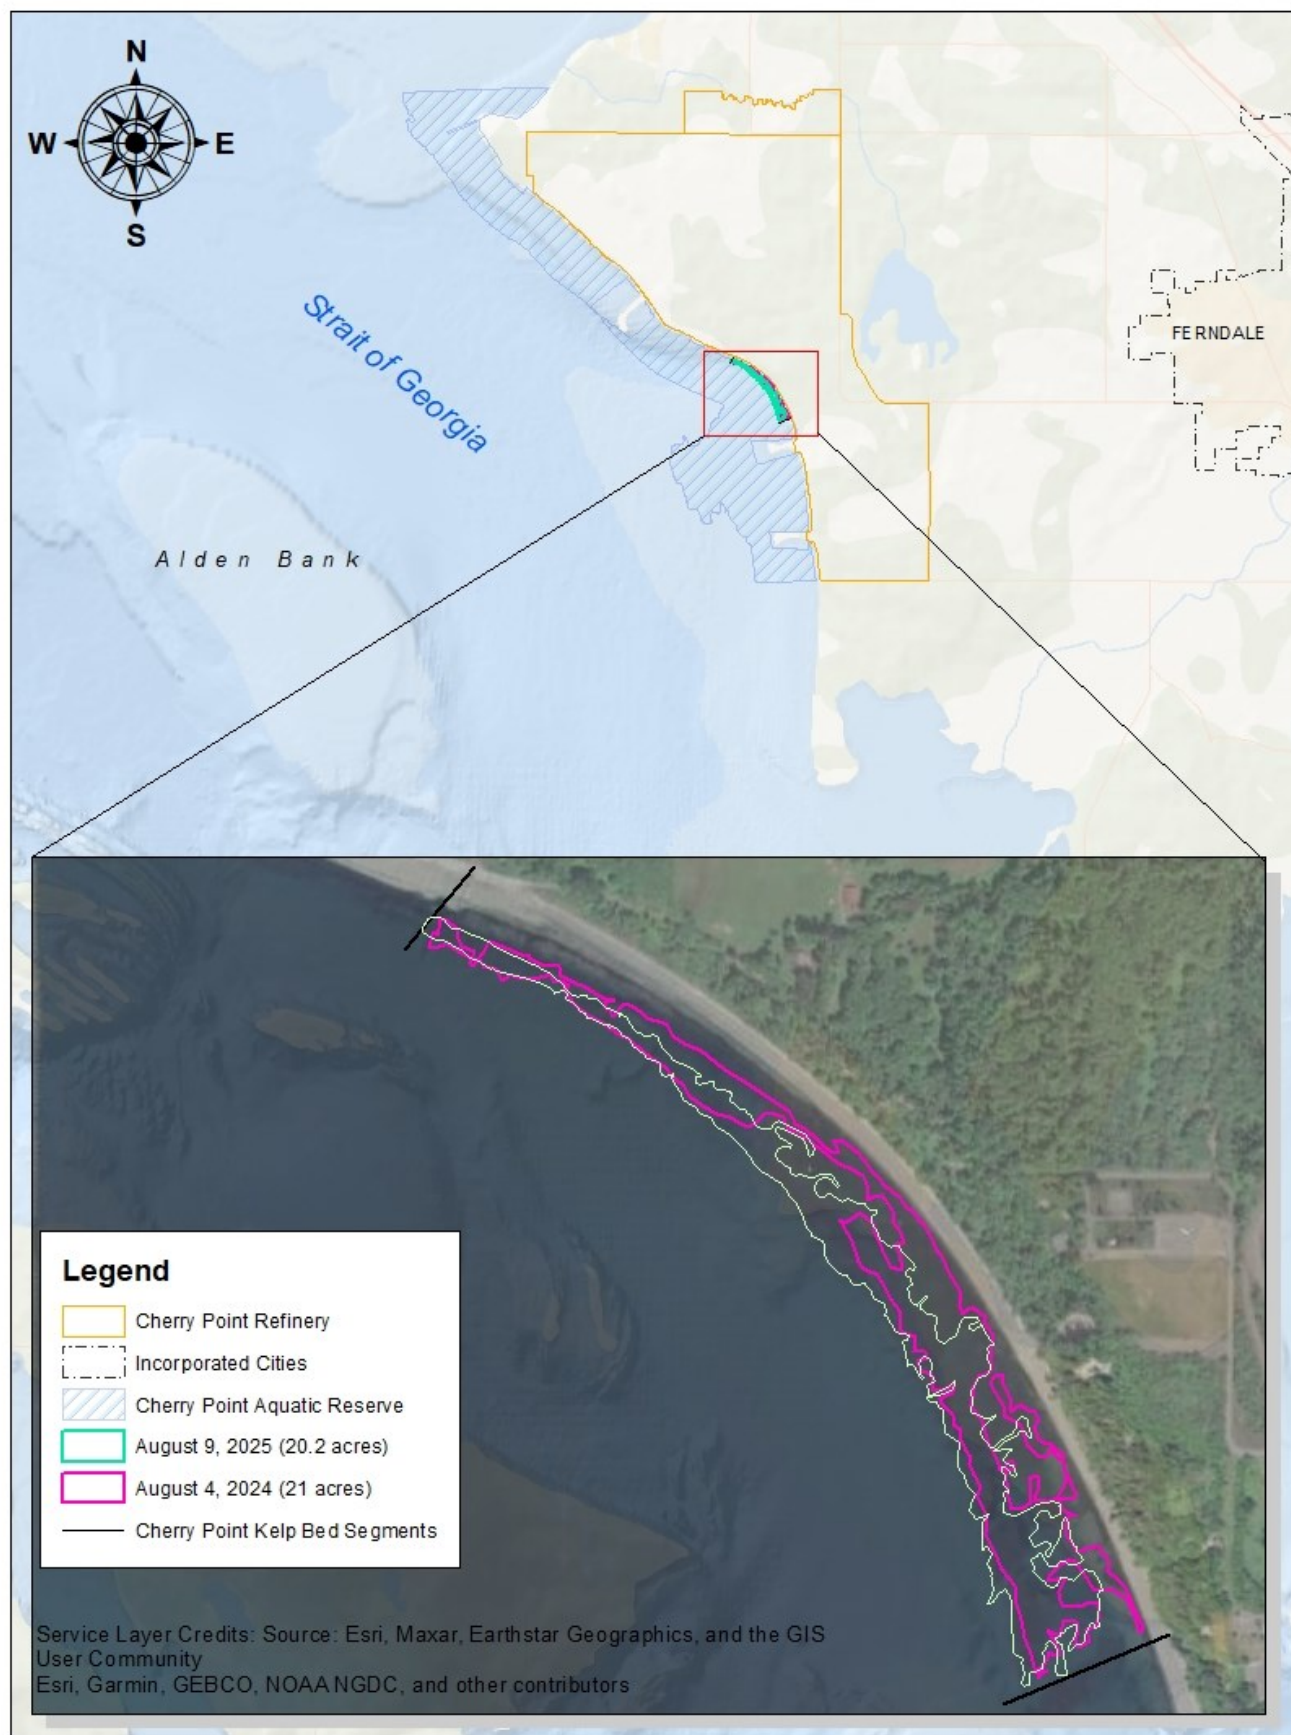 N
W
E
S
Strait of Georgia
FERNDALE
Alden Bank
Legend
Cherry Point Refinery
Incorporated Cities
Cherry Point Aquatic Reserve
August 9, 2025 (20.2 acres)
August 4, 2024 (21 acres)
Cherry Point Kelp Bed Segments
Service Layer Credits: Source: Esri, Maxar, Earthstar Geographics, and the GIS
User Community
Esri, Garmin, GEBCO, NOAA NGDC, and other contributors